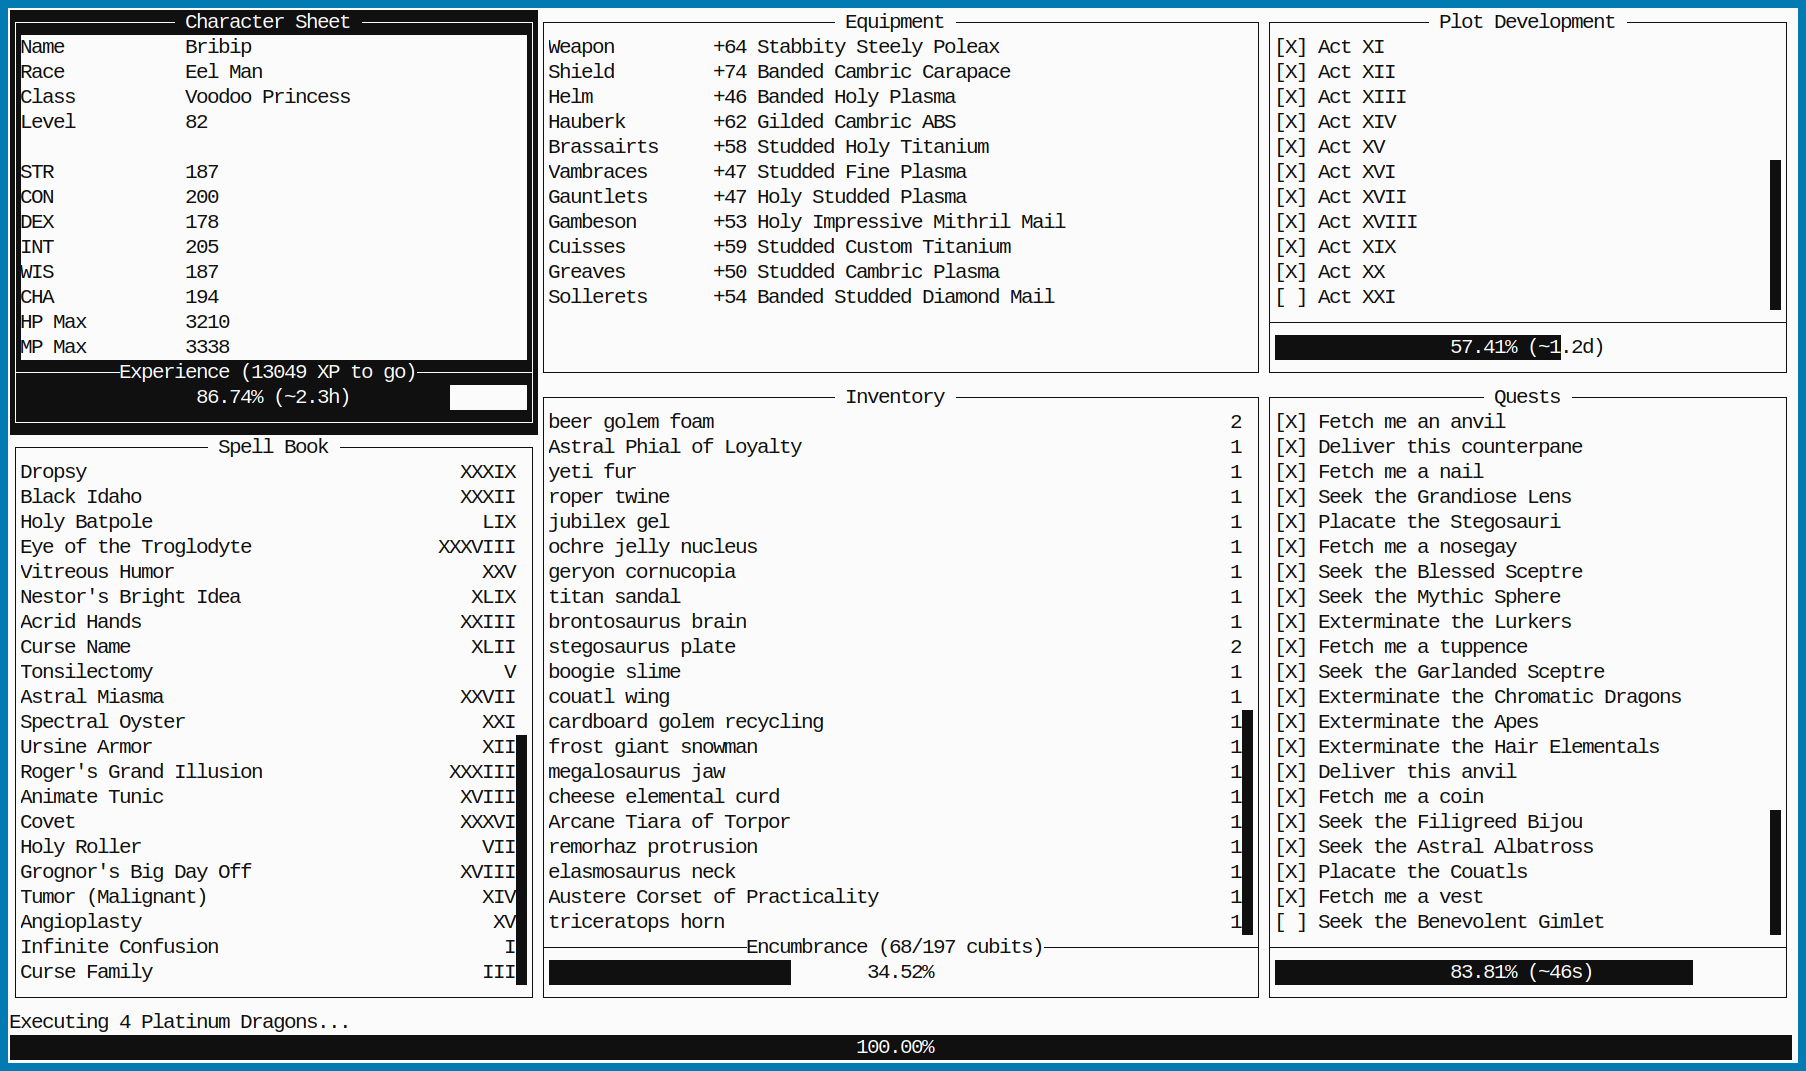 Character Sheet
Name Bribip
Race Eel Man
Class Voodoo Princess
Level 82
STR 187
CON 200
DEX 178
INT 205
WIS 187
CHA 194
HP Max 3210
MP Max 3338
Experience (13049 XP to go)
86.74% (~2.3h)
Spell Book
Dropsy XXXIX
Black Idaho XXXII
Holy Batpole LIX
Eye of the Troglodyte XXXVIII
Vitreous Humor XXV
Nestor's Bright Idea XLIX
Acrid Hands XXIII
Curse Name XLII
Tonsilectomy V
Astral Miasma XXVII
Spectral Oyster XXI
Ursine Armor XII
Roger's Grand Illusion XXXIII
Animate Tunic XVIII
Covet XXXVI
Holy Roller VII
Grognor's Big Day Off XVIII
Tumor (Malignant) XIV
Angioplasty XV
Infinite Confusion I
Curse Family III
Equipment
Weapon +64 Stabbity Steely Poleax
Shield +74 Banded Cambric Carapace
Helm +46 Banded Holy Plasma
Hauberk +62 Gilded Cambric ABS
Brassairts +58 Studded Holy Titanium
Vambraces +47 Studded Fine Plasma
Gauntlets +47 Holy Studded Plasma
Gambeson +53 Holy Impressive Mithril Mail
Cuisses +59 Studded Custom Titanium
Greaves +50 Studded Cambric Plasma
Sollerets +54 Banded Studded Diamond Mail
Inventory
beer golem foam 2
Astral Phial of Loyalty 1
yeti fur 1
roper twine 1
jubilex gel 1
ochre jelly nucleus 1
geryon cornucopia 1
titan sandal 1
brontosaurus brain 1
stegosaurus plate 2
boogie slime 1
couatl wing 1
cardboard golem recycling 1
frost giant snowman 1
megalosaurus jaw 1
cheese elemental curd 1
Arcane Tiara of Torpor 1
remorhaz protrusion 1
elasmosaurus neck 1
Austere Corset of Practicality 1
triceratops horn 1
Encumbrance (68/197 cubits)
34.52%
Plot Development
[X] Act XI
[X] Act XII
[X] Act XIII
[X] Act XIV
[X] Act XV
[X] Act XVI
[X] Act XVII
[X] Act XVIII
[X] Act XIX
[X] Act XX
[ ] Act XXI
57.41% (~1.2d)
Quests
[X] Fetch me an anvil
[X] Deliver this counterpane
[X] Fetch me a nail
[X] Seek the Grandiose Lens
[X] Placate the Stegosauri
[X] Fetch me a nosegay
[X] Seek the Blessed Sceptre
[X] Seek the Mythic Sphere
[X] Exterminate the Lurkers
[X] Fetch me a tuppence
[X] Seek the Garlanded Sceptre
[X] Exterminate the Chromatic Dragons
[X] Exterminate the Apes
[X] Exterminate the Hair Elementals
[X] Deliver this anvil
[X] Fetch me a coin
[X] Seek the Filigreed Bijou
[X] Seek the Astral Albatross
[X] Placate the Couatls
[X] Fetch me a vest
[ ] Seek the Benevolent Gimlet
83.81% (~46s)
Executing 4 Platinum Dragons...
100.00%